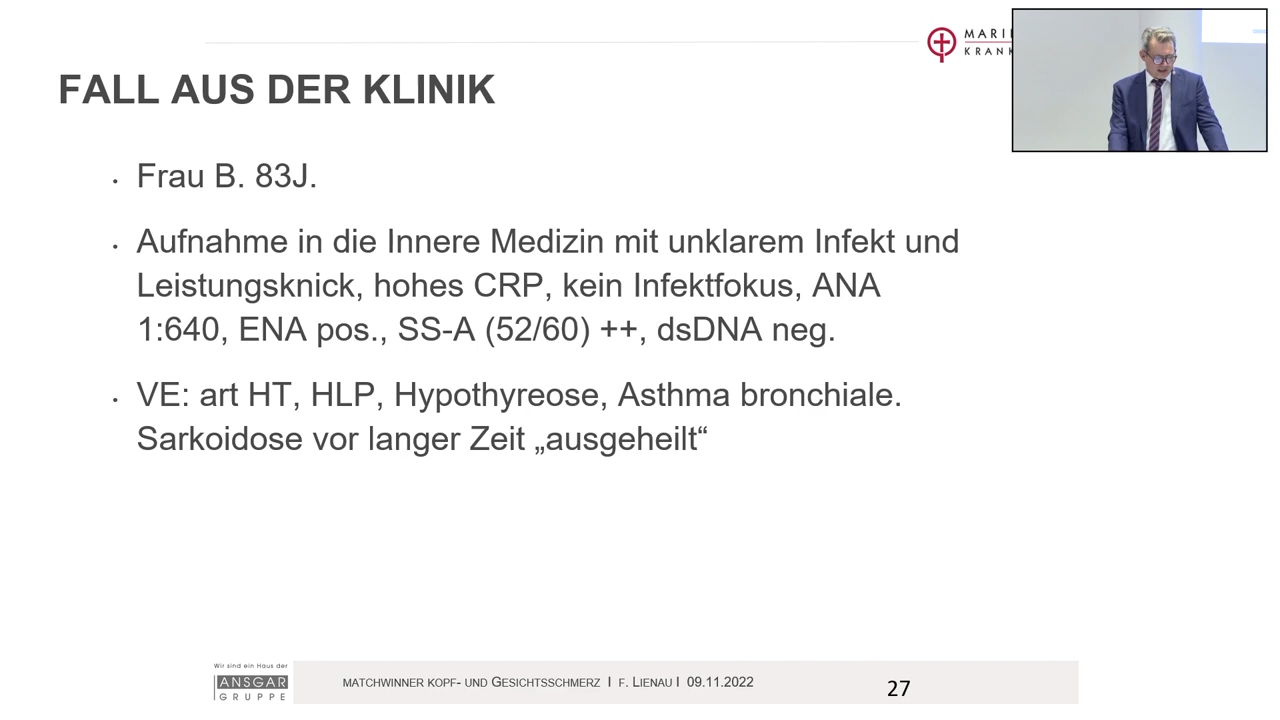 MARI
KRANK
FALL AUS DER KLINIK
• Frau B. 83J.
• Aufnahme in die Innere Medizin mit unklarem Infekt und
Leistungsknick, hohes CRP, kein Infektfokus, ANA
1:640, ENA pos., SS-A (52/60) ++, dsDNA neg.
• VE: art HT, HLP, Hypothyreose, Asthma bronchiale.
Sarkoidose vor langer Zeit „ausgeheilt“
Wir sind ein Haus der
ANSGAR
GRUPPE
MATCHWINNER KOPF- UND GESICHTSSCHMERZ I F. LIENAU I 09.11.2022
27